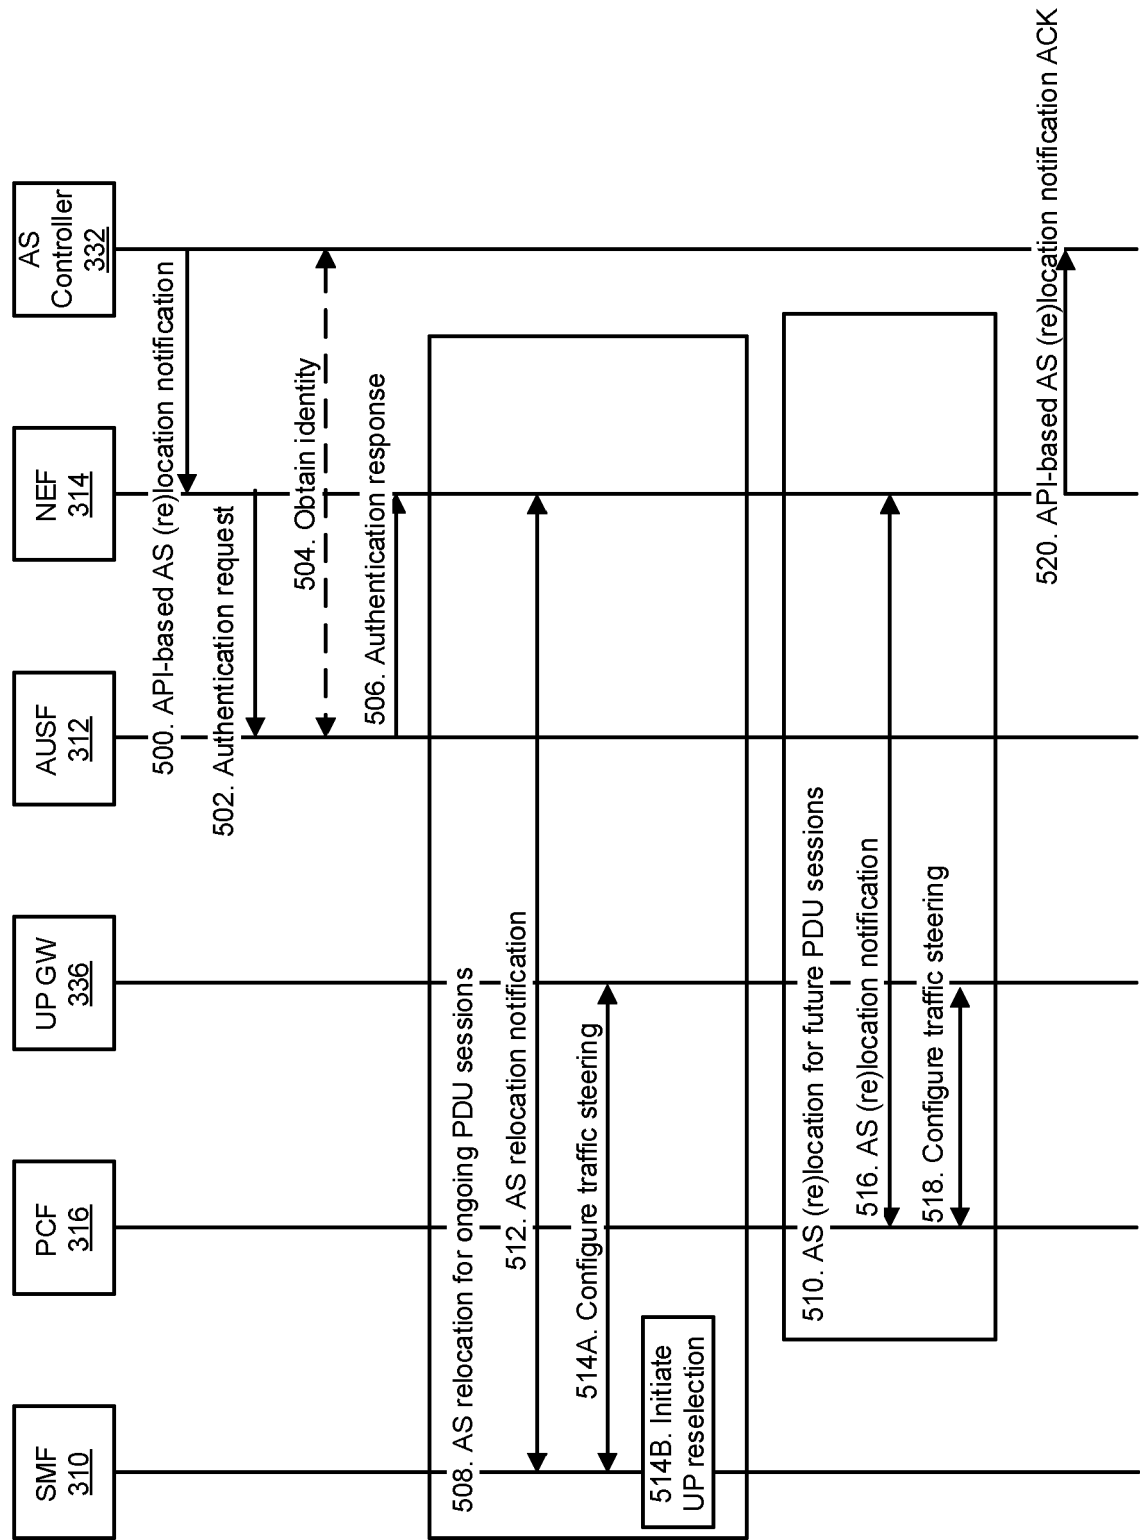 SMF
310
PCF
316
UP GW
336
AUSF
312
NEF
314
AS
Controller
332
500. API-based AS (re)location notification
502. Authentication request
504. Obtain identity
506. Authentication response
508. AS relocation for ongoing PDU sessions
512. AS relocation notification
514A. Configure traffic steering
514B. Initiate
UP reselection
510. AS (re)location for future PDU sessions
516. AS (re)location notification
518. Configure traffic steering
520. API-based AS (re)location notification ACK